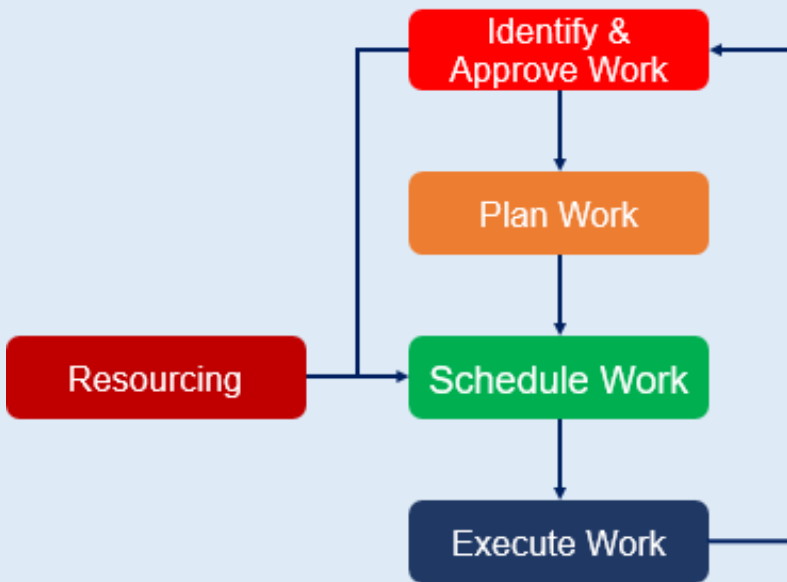 Identify &
Approve Work
Plan Work
Resourcing
Schedule Work
Execute Work